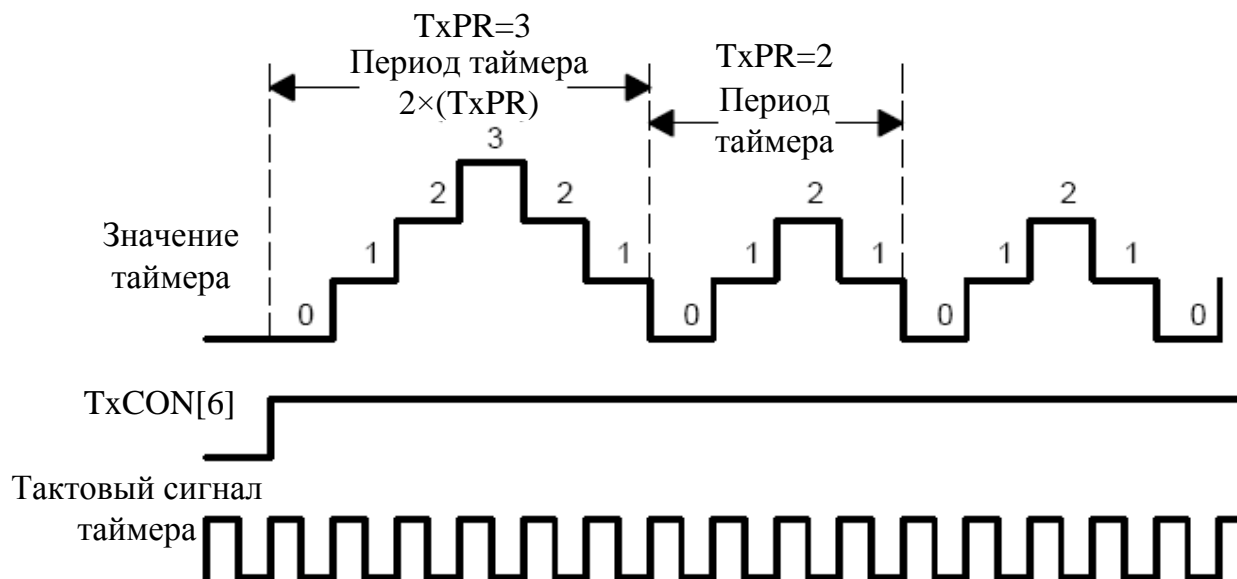 TxPR=3
Период таймера
2×(TxPR)
TxPR=2
Период
таймера
3
2
2
2
2
1
1
1
1
1
1
0
0
0
0
Значение
таймера
TxCON[6]
Тактовый сигнал
таймера